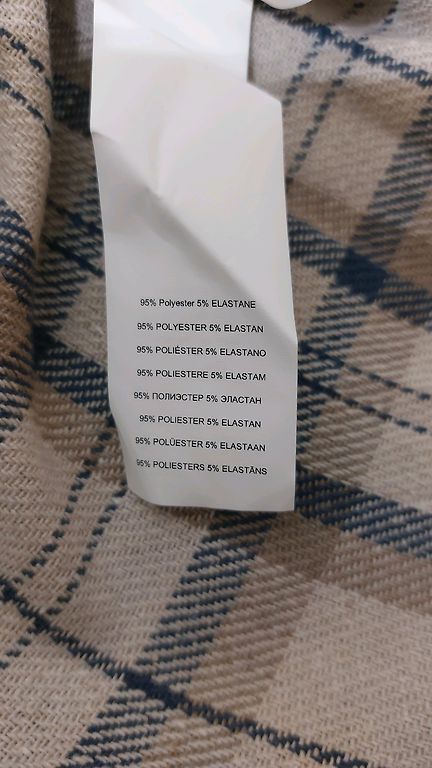 95% Polyester 5% ELASTANE
95% POLYESTER 5% ELASTAN
95% POLIÉSTER 5% ELASTANO
95% POLIESTERE 5% ELASTAM
95% ПОЛИЭСТЕР 5% ЭЛАСТАН
95% POLIESTER 5% ELASTAN
95% POLÜESTER 5% ELASTAAN
95% POLIESTERS 5% ELASTĀNS